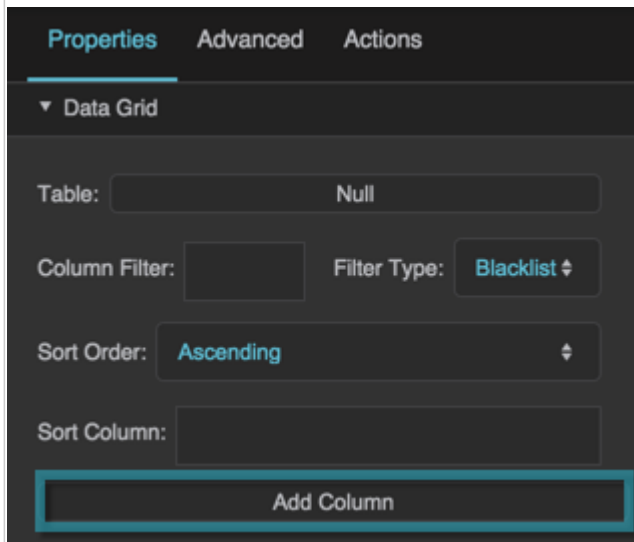 Properties Advanced Actions
Data Grid
Table: Null
Column Filter: Filter Type: Blacklist
Sort Order: Ascending
Sort Column:
Add Column